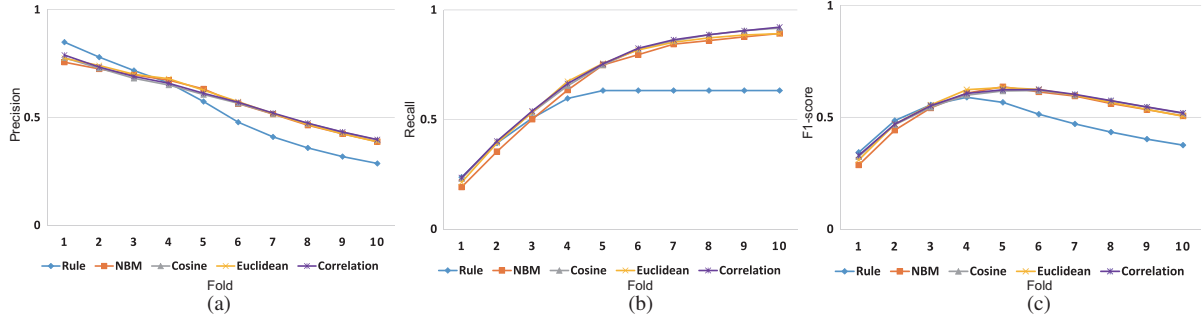 1
Precision
0.5
0
1 2 3 4 5 6 7 8 9 10
Rule NBM Cosine Euclidean Correlation
Fold
(a)
1
Recall
0.5
0
1 2 3 4 5 6 7 8 9 10
Rule NBM Cosine Euclidean Correlation
Fold
(b)
1
F1-score
0.5
0
1 2 3 4 5 6 7 8 9 10
Rule NBM Cosine Euclidean Correlation
Fold
(c)